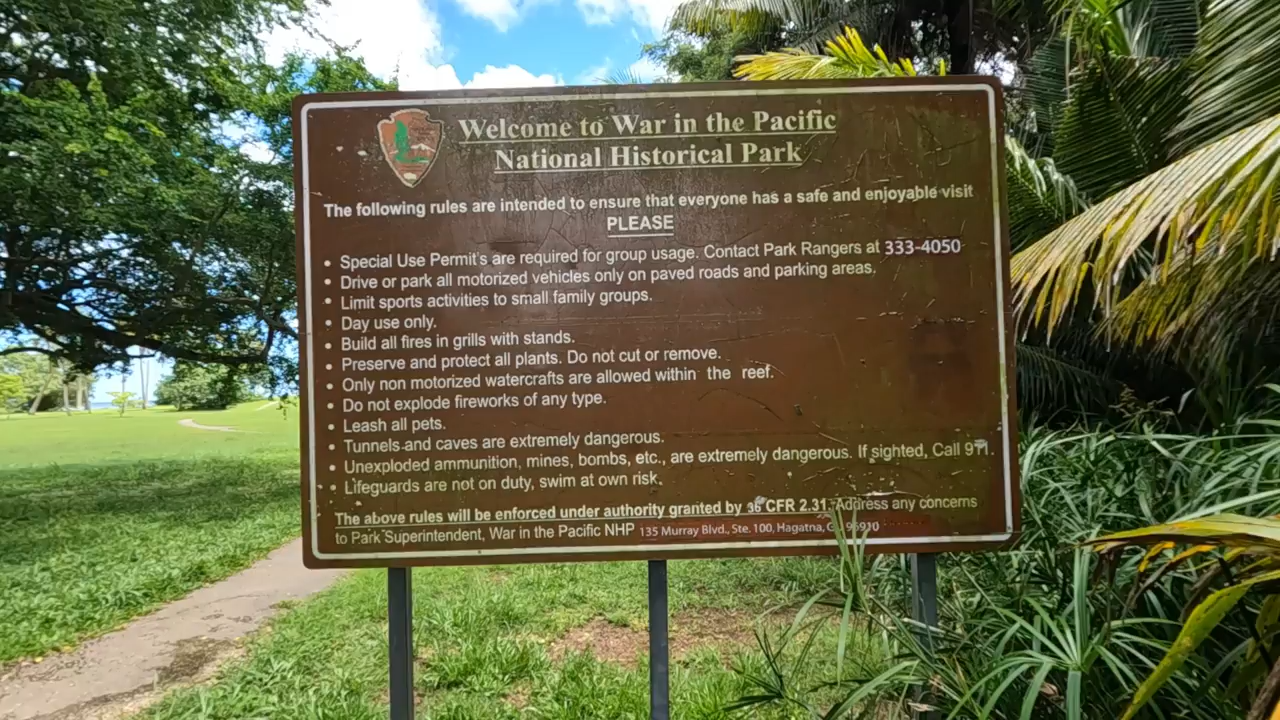 Welcome to War in the Pacific
National Historical Park
The following rules are intended to ensure that everyone has a safe and enjoyable visit
PLEASE
• Special Use Permit's are required for group usage. Contact Park Rangers at 333-4050
• Drive or park all motorized vehicles only on paved roads and parking areas.
• Limit sports activities to small family groups.
• Day use only.
• Build all fires in grills with stands.
• Preserve and protect all plants. Do not cut or remove.
• Only non motorized watercrafts are allowed within the reef.
• Do not explode fireworks of any type.
• Leash all pets.
• Tunnels and caves are extremely dangerous.
• Unexploded ammunition, mines, bombs, etc., are extremely dangerous. If sighted, Call 911.
• Lifeguards are not on duty, swim at own risk.
The above rules will be enforced under authority granted by 36 CFR 2.31. Address any concerns
to Park Superintendent, War in the Pacific NHP 135 Murray Blvd., Ste. 100, Hagatna, 96910